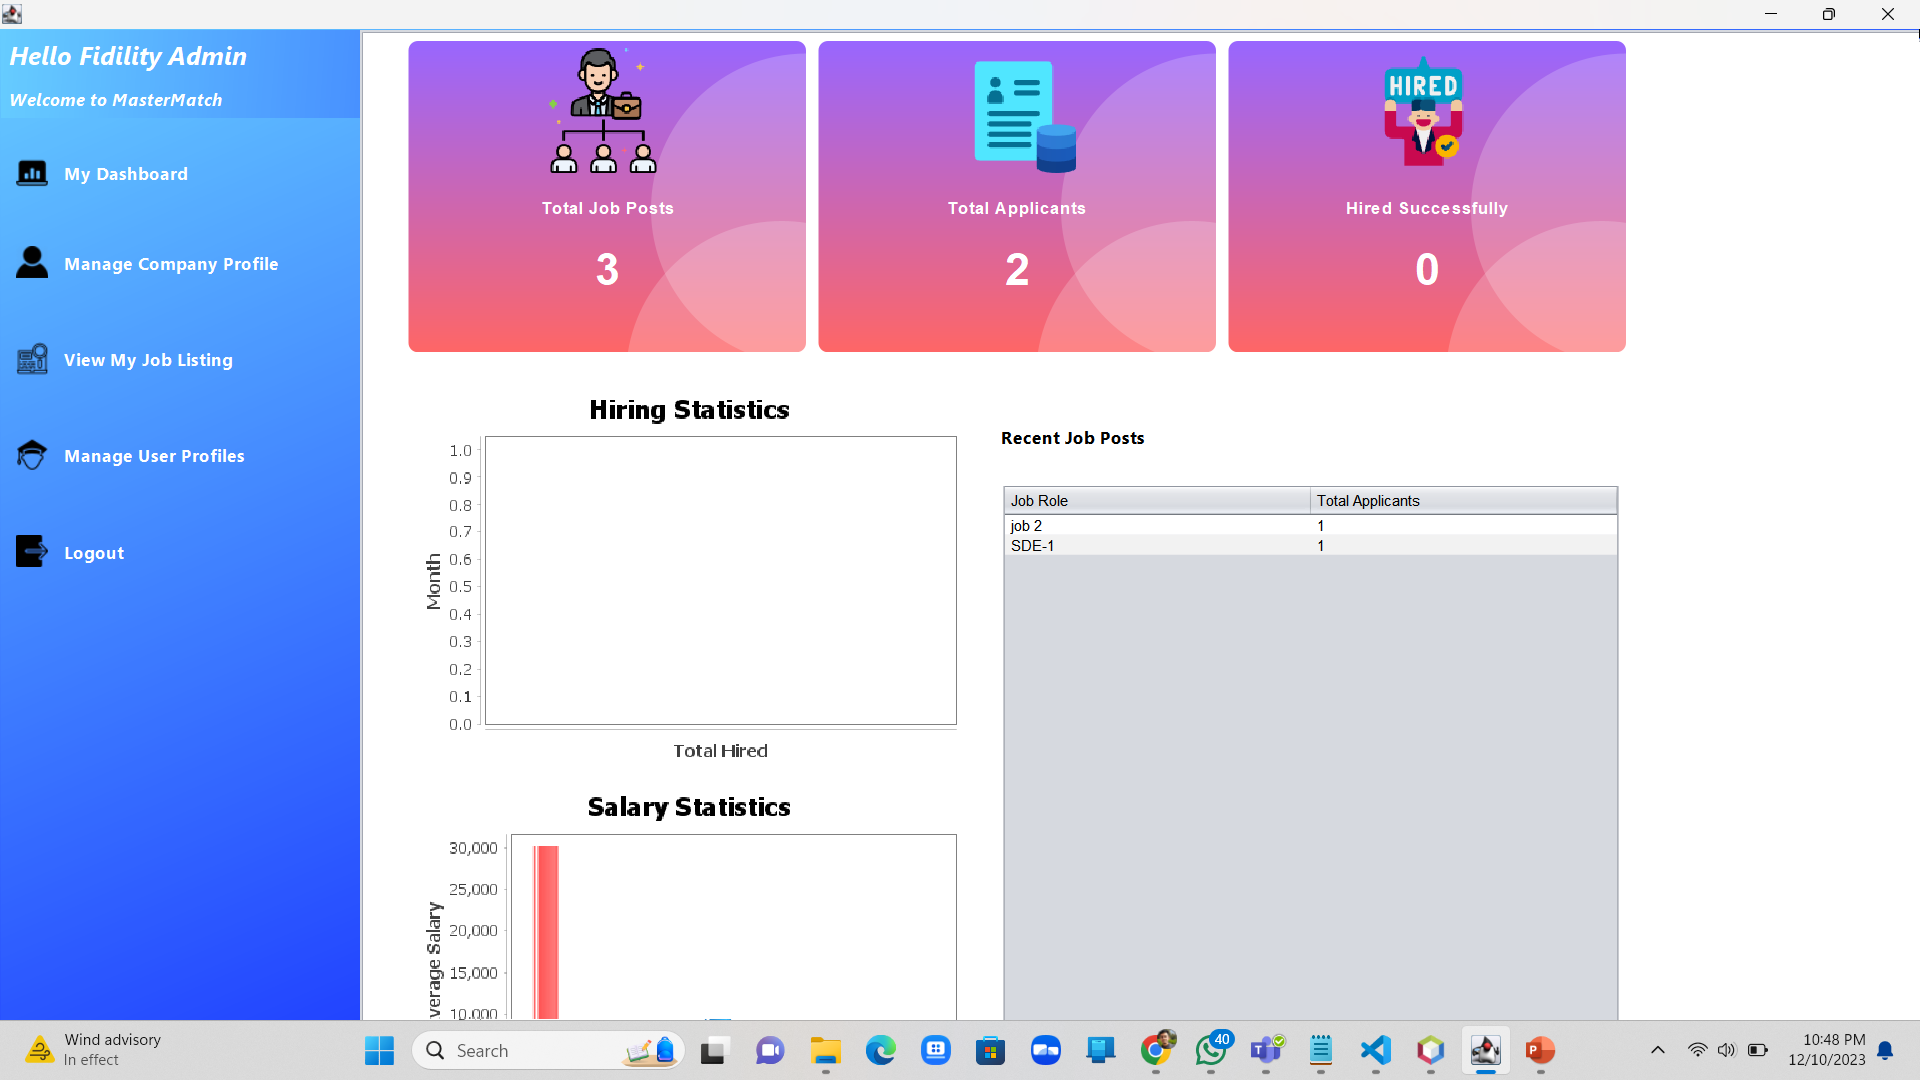 Hello Fidility Admin
Welcome to MasterMatch
My Dashboard
Manage Company Profile
View My Job Listing
Manage User Profiles
Logout
Total Job Posts
3
Total Applicants
2
HIRED
Hired Successfully
0
Hiring Statistics
1.0
0.9
0.8
0.7
0.6
0.5
0.4
0.3
0.2
0.1
0.0
Month
Total Hired
Recent Job Posts
Job Role Total Applicants
job 2 1
SDE-1 1
Salary Statistics
30,000
25,000
20,000
15,000
10,000
verage Salary
Wind advisory
In effect
Search
40
10:48 PM
12/10/2023